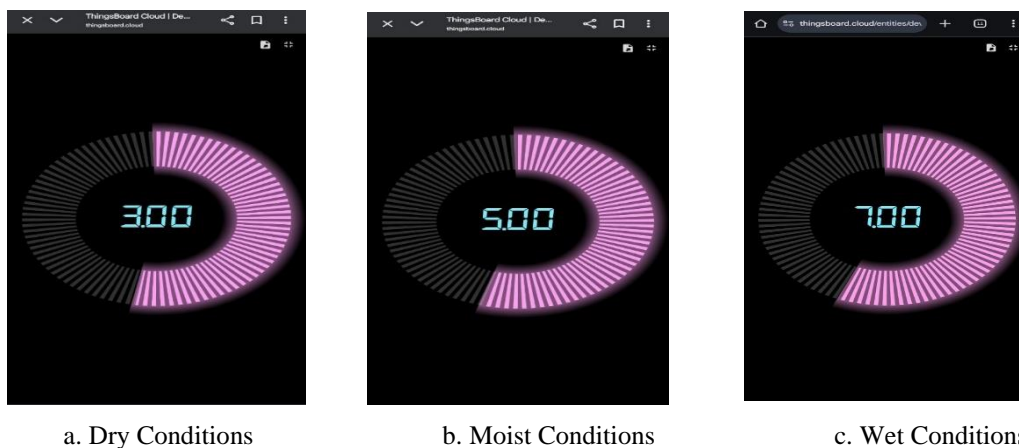 ThingsBoard Cloud | De...
thingsboard.cloud
3.00
a. Dry Conditions
ThingsBoard Cloud | De...
thingsboard.cloud
5.00
b. Moist Conditions
thingsboard.cloud/entities/dev
7.00
c. Wet Conditions